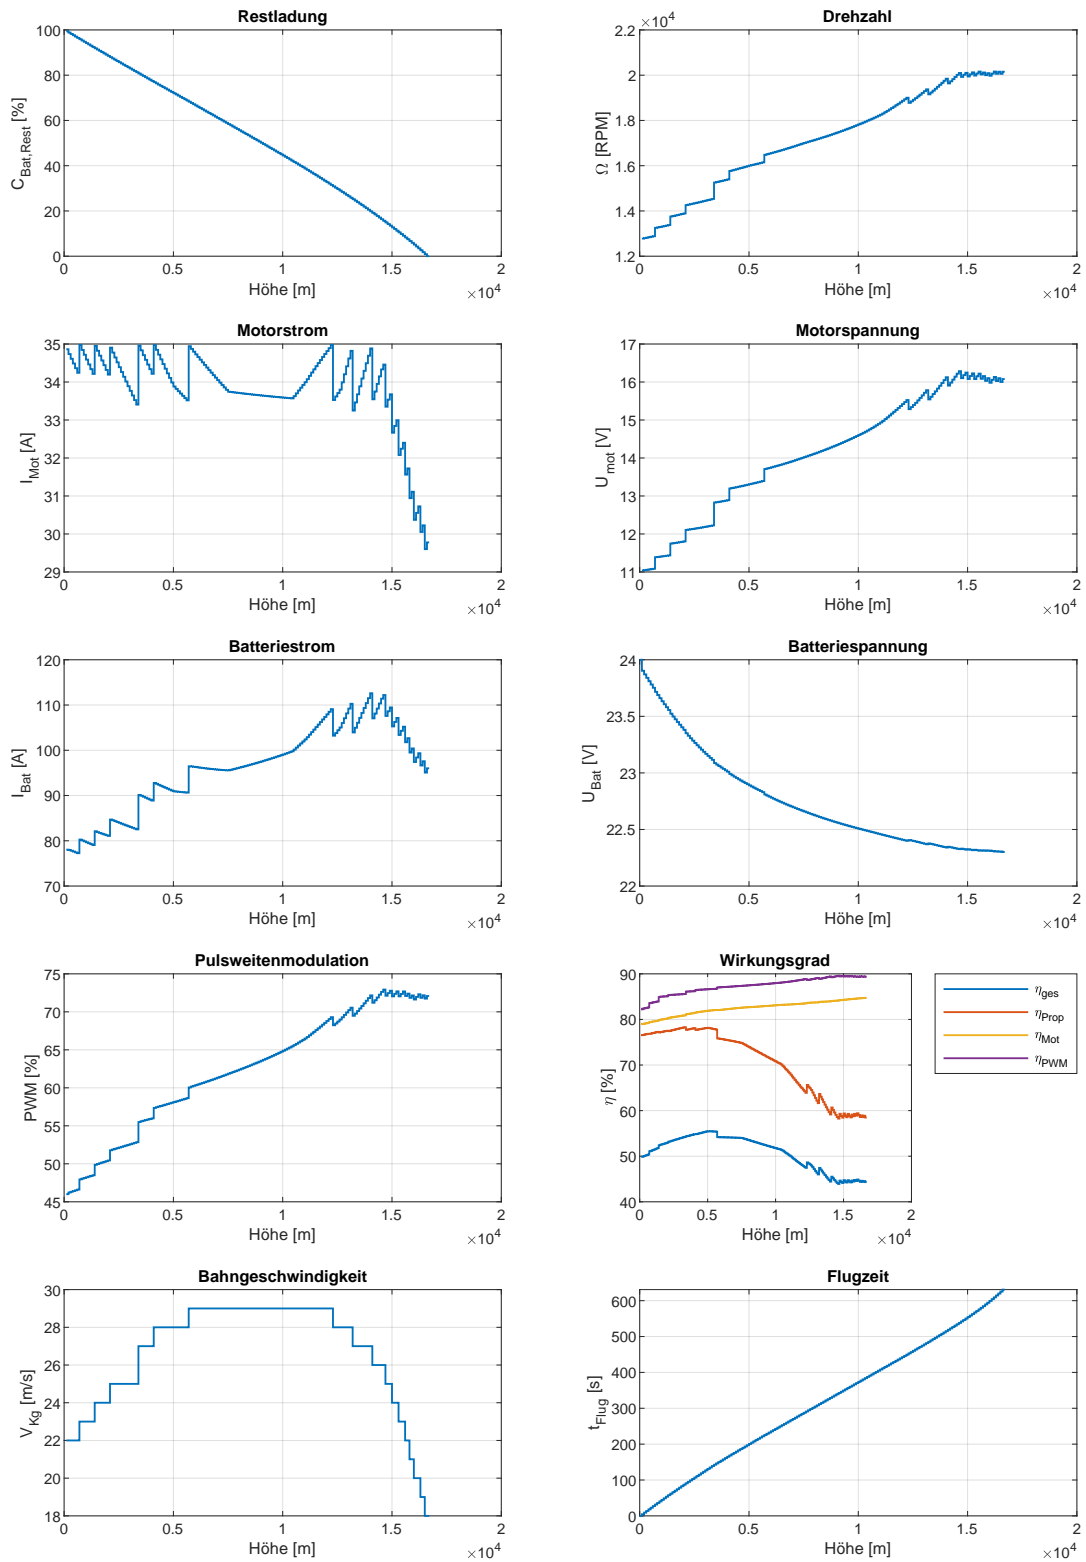 Restladung
C_Bat,Rest [%]
100
80
60
40
20
0
0 0.5 1 1.5 2
Höhe [m] ×10^4
Drehzahl
×10^4
Ω [RPM]
2.2
2
1.8
1.6
1.4
1.2
0 0.5 1 1.5 2
Höhe [m] ×10^4
Motorstrom
I_Mot [A]
35
34
33
32
31
30
29
0 0.5 1 1.5 2
Höhe [m] ×10^4
Motorspannung
U_mot [V]
17
16
15
14
13
12
11
0 0.5 1 1.5 2
Höhe [m] ×10^4
Batteriestrom
I_Bat [A]
120
110
100
90
80
70
0 0.5 1 1.5 2
Höhe [m] ×10^4
Batteriespannung
U_Bat [V]
24
23.5
23
22.5
22
0 0.5 1 1.5 2
Höhe [m] ×10^4
Pulsweitenmodulation
PWM [%]
75
70
65
60
55
50
45
0 0.5 1 1.5 2
Höhe [m] ×10^4
Wirkungsgrad
η [%]
90
80
70
60
50
40
0 0.5 1 1.5 2
Höhe [m] ×10^4
η_ges
η_Prop
η_Mot
η_PWM
Bahngeschwindigkeit
V_Kg [m/s]
30
28
26
24
22
20
18
0 0.5 1 1.5 2
Höhe [m] ×10^4
Flugzeit
t_Flug [s]
600
500
400
300
200
100
0
0 0.5 1 1.5 2
Höhe [m] ×10^4